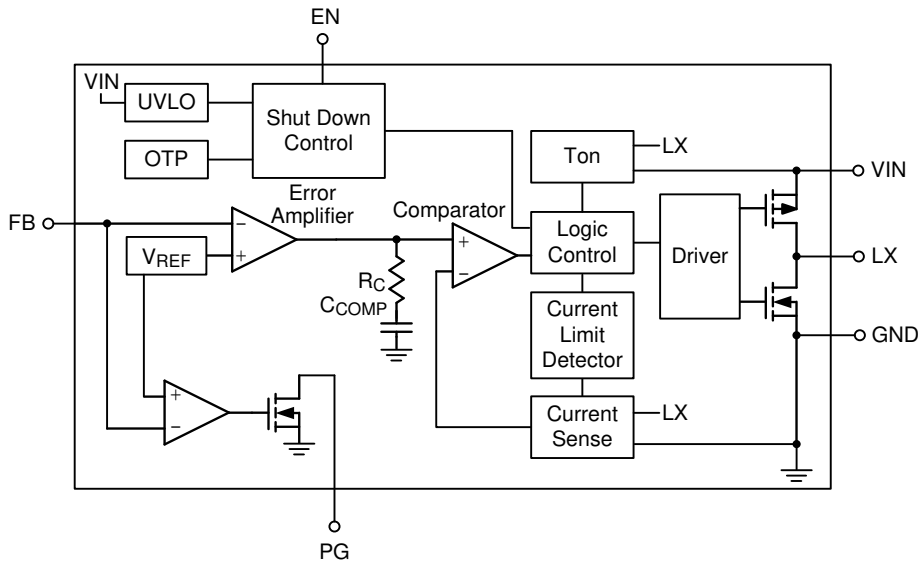 EN
VIN
UVLO
OTP
Shut Down
Control
Ton
LX
VIN
Error
Amplifier
Comparator
FB
−
+
VREF
RC
CCOMP
+
−
Logic
Control
Driver
LX
Current
Limit
Detector
GND
+
−
Current
Sense
LX
PG